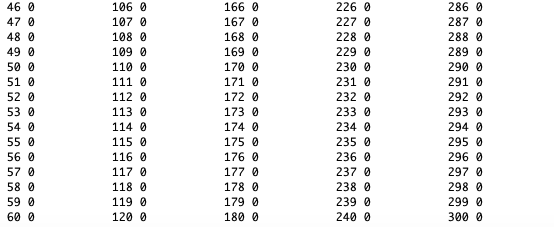 46 0 106 0 166 0 226 0 286 0
47 0 107 0 167 0 227 0 287 0
48 0 108 0 168 0 228 0 288 0
49 0 109 0 169 0 229 0 289 0
50 0 110 0 170 0 230 0 290 0
51 0 111 0 171 0 231 0 291 0
52 0 112 0 172 0 232 0 292 0
53 0 113 0 173 0 233 0 293 0
54 0 114 0 174 0 234 0 294 0
55 0 115 0 175 0 235 0 295 0
56 0 116 0 176 0 236 0 296 0
57 0 117 0 177 0 237 0 297 0
58 0 118 0 178 0 238 0 298 0
59 0 119 0 179 0 239 0 299 0
60 0 120 0 180 0 240 0 300 0